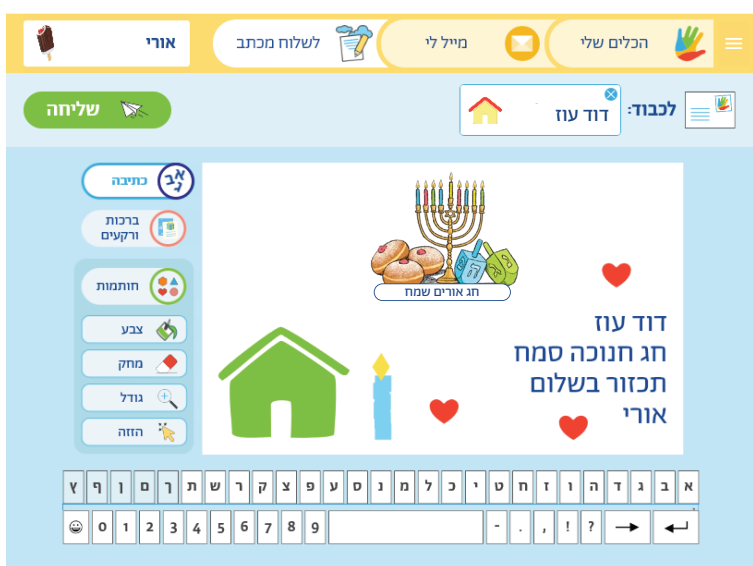 הכלים שלי
מייל לי
לשלוח מכתב
אורי
לכבוד:
דוד עוז
שליחה
אב
ג
כתיבה
ברכות
ורקעים
חותמות
צבע
מחק
גודל
הזזה
חג אורים שמח
דוד עוז
חג חנוכה סמח
תכזור בשלום
אורי
א ב ג ד ה ו ז ח ט י כ ל מ נ ס ע פ צ ק ר ש ת ך ם ן ף ץ
? ! , . - 9 8 7 6 5 4 3 2 1 0